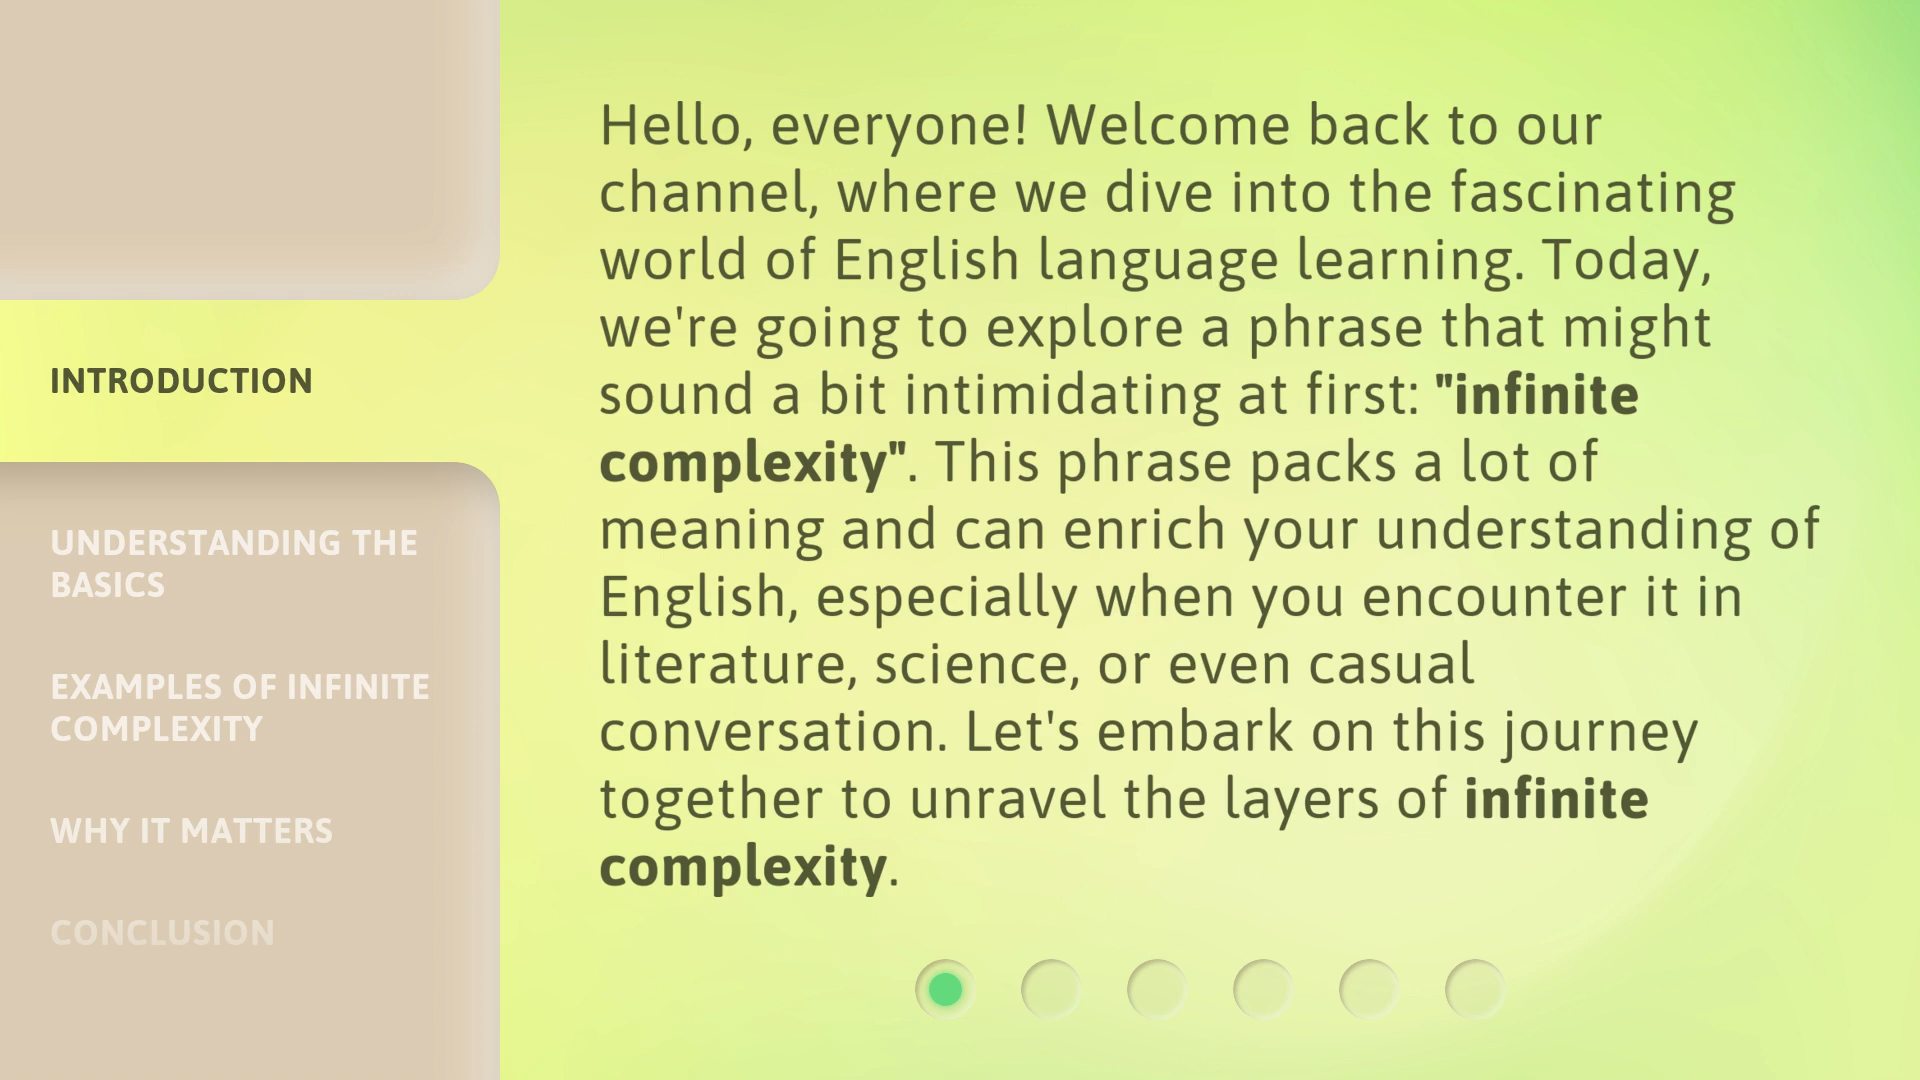 INTRODUCTION
UNDERSTANDING THE
BASICS
EXAMPLES OF INFINITE
COMPLEXITY
WHY IT MATTERS
CONCLUSION
Hello, everyone! Welcome back to our
channel, where we dive into the fascinating
world of English language learning. Today,
we're going to explore a phrase that might
sound a bit intimidating at first: "infinite
complexity". This phrase packs a lot of
meaning and can enrich your understanding of
English, especially when you encounter it in
literature, science, or even casual
conversation. Let's embark on this journey
together to unravel the layers of infinite
complexity.